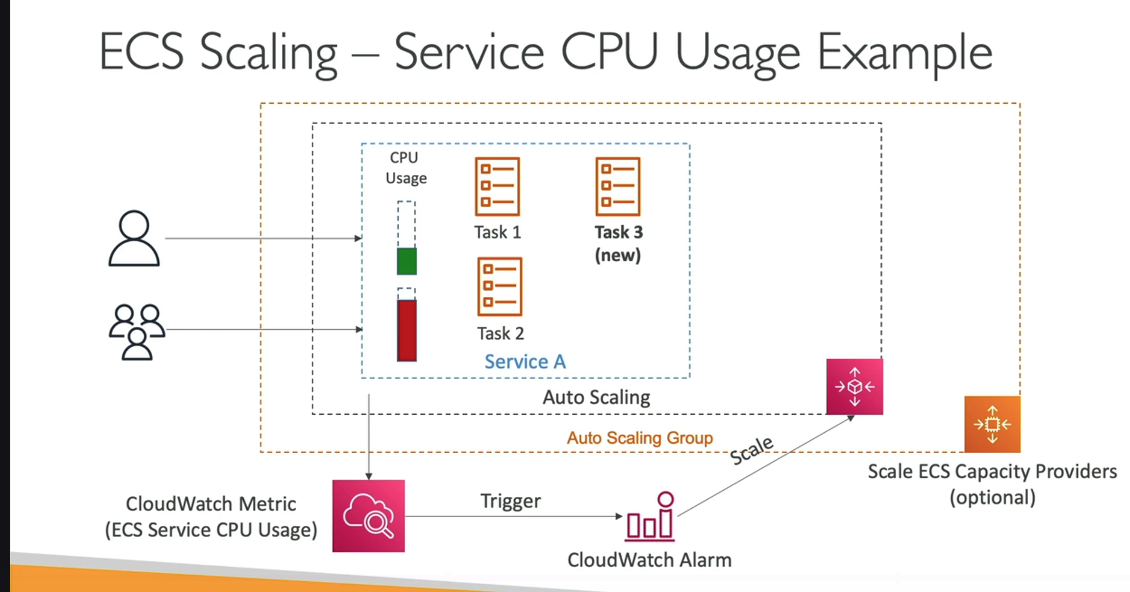 ECS Scaling – Service CPU Usage Example
CPU
Usage
Task 1
Task 3
(new)
Task 2
Service A
Auto Scaling
Auto Scaling Group
Scale
Scale ECS Capacity Providers
(optional)
CloudWatch Metric
(ECS Service CPU Usage)
Trigger
CloudWatch Alarm